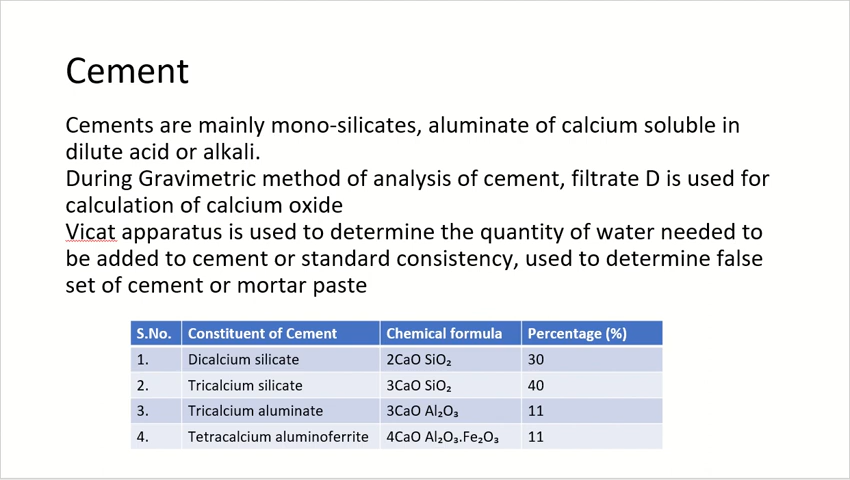 Cement
Cements are mainly mono-silicates, aluminate of calcium soluble in
dilute acid or alkali.
During Gravimetric method of analysis of cement, filtrate D is used for
calculation of calcium oxide
Vicat apparatus is used to determine the quantity of water needed to
be added to cement or standard consistency, used to determine false
set of cement or mortar paste
S.No. Constituent of Cement Chemical formula Percentage (%)
1. Dicalcium silicate 2CaO SiO₂ 30
2. Tricalcium silicate 3CaO SiO₂ 40
3. Tricalcium aluminate 3CaO Al₂O₃ 11
4. Tetracalcium aluminoferrite 4CaO Al₂O₃.Fe₂O₃ 11